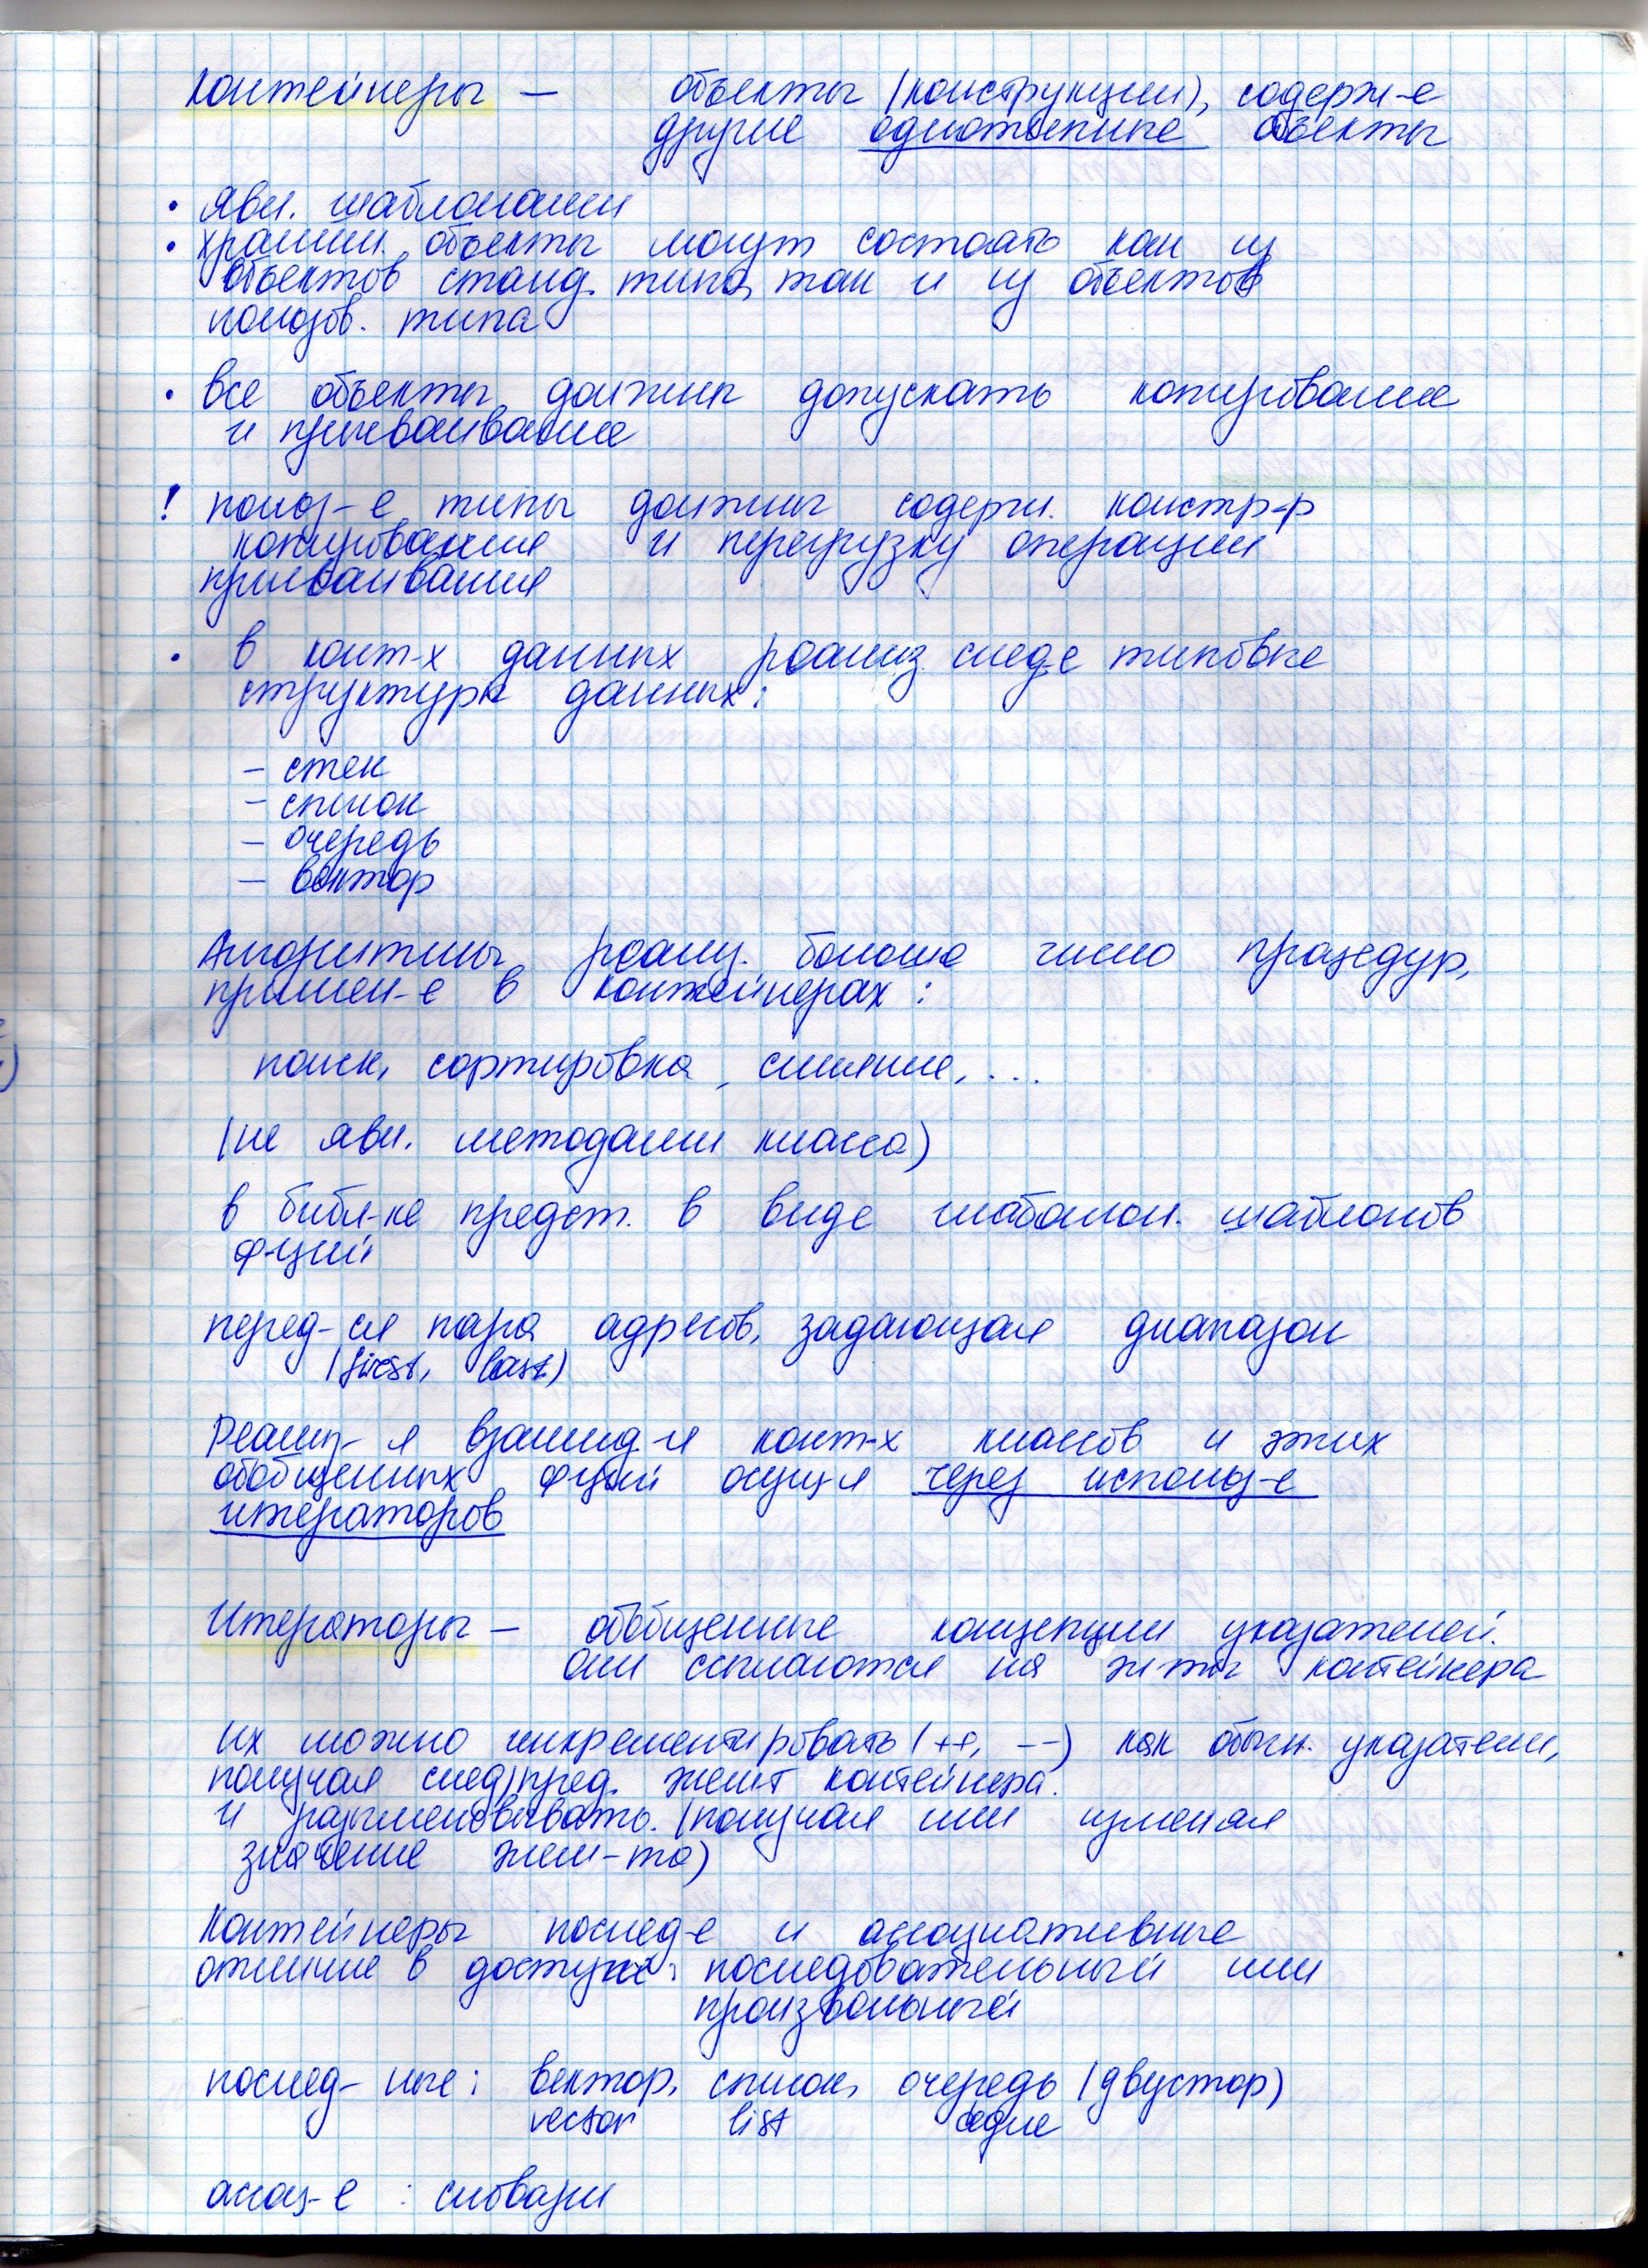 Контейнеры — объекты (конструкции), содерж-е
другие однотипные объекты
• явл. шаблонами
• храним. объекты могут состоять как из
объектов станд. типа, так и из объектов
пользов. типа
• все объекты должны допускать копирование
и присваивание
! польз-е типы должны содерж. констр-р
копирования и перегрузку операции
присваивания
• в конт-х данных реализ. след-е типовые
структуры данных:
- стек
- список
- очередь
- вектор
Алгоритмы реализ. большое число процедур,
примен-е в контейнерах:
поиск, сортировка, слияние, ...
(не явл. методами класса)
в библ-ке предст. в виде шаблонов
ф-ций
перед-ся пара адресов, задающая диапазон
(first, last)
Реализ-я взаимод-я конт-х классов и этих
обобщенных ф-ций осущ-я через использ-е
итераторов
Итераторы — обобщенные концепции указателей.
они ссылаются на эл-ты контейнера
Их можно инкрементировать (++, --) как обычн. указатели,
получая след/пред. элемт контейнера.
и разыменовывать. (получая или изменяя
значение элем-та)
Контейнеры послед-е и ассоциативные
отличие в доступе: последовательный или
произвольный
послед-ные: вектор, список, очередь (двустор)
vector list
ассоц-е : словари